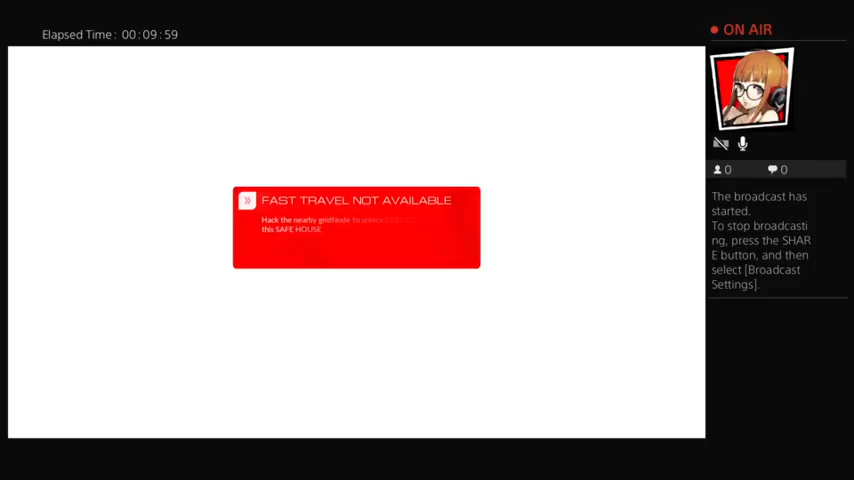 Elapsed Time: 00:09:59
ON AIR
FAST TRAVEL NOT AVAILABLE
Hack the nearby gridNode to unlock
this SAFE HOUSE
0
0
The broadcast has
started.
To stop broadcasti
ng, press the SHAR
E button, and then
select [Broadcast
Settings].